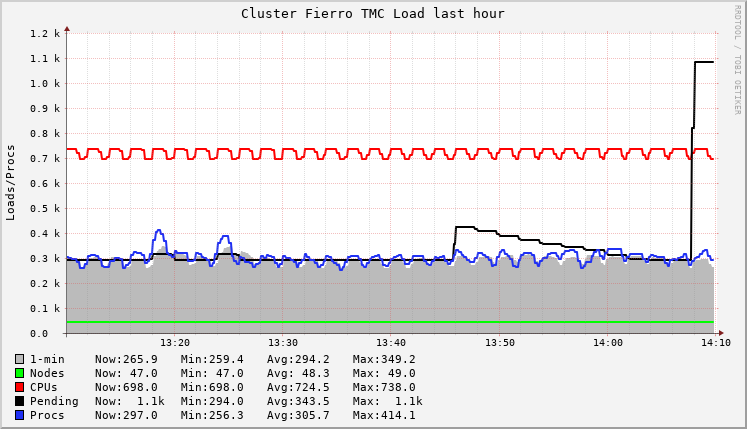 Cluster Fierro TMC Load last hour
RRDTOOL / TOBI OETIKER
Loads/Procs
1.2 k
1.1 k
1.0 k
0.9 k
0.8 k
0.7 k
0.6 k
0.5 k
0.4 k
0.3 k
0.2 k
0.1 k
0.0
13:20 13:30 13:40 13:50 14:00 14:10
1-min Now:265.9 Min:259.4 Avg:294.2 Max:349.2
Nodes Now: 47.0 Min: 47.0 Avg: 48.3 Max: 49.0
CPUs Now:698.0 Min:698.0 Avg:724.5 Max:738.0
Pending Now: 1.1k Min:294.0 Avg:343.5 Max: 1.1k
Procs Now:297.0 Min:256.3 Avg:305.7 Max:414.1